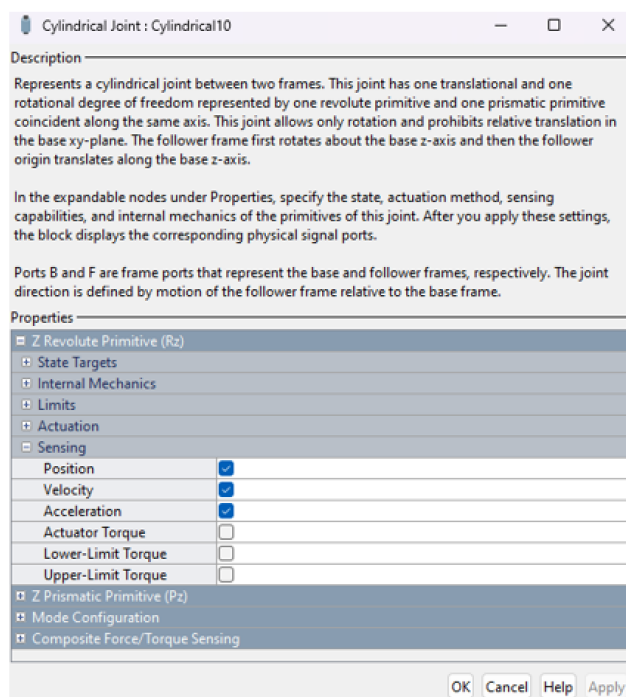 Cylindrical Joint : Cylindrical10
Description
Represents a cylindrical joint between two frames. This joint has one translational and one
rotational degree of freedom represented by one revolute primitive and one prismatic primitive
coincident along the same axis. This joint allows only rotation and prohibits relative translation in
the base xy-plane. The follower frame first rotates about the base z-axis and then the follower
origin translates along the base z-axis.
In the expandable nodes under Properties, specify the state, actuation method, sensing
capabilities, and internal mechanics of the primitives of this joint. After you apply these settings,
the block displays the corresponding physical signal ports.
Ports B and F are frame ports that represent the base and follower frames, respectively. The joint
direction is defined by motion of the follower frame relative to the base frame.
Properties
Z Revolute Primitive (Rz)
State Targets
Internal Mechanics
Limits
Actuation
Sensing
Position
Velocity
Acceleration
Actuator Torque
Lower-Limit Torque
Upper-Limit Torque
Z Prismatic Primitive (Pz)
Mode Configuration
Composite Force/Torque Sensing
OK Cancel Help Apply